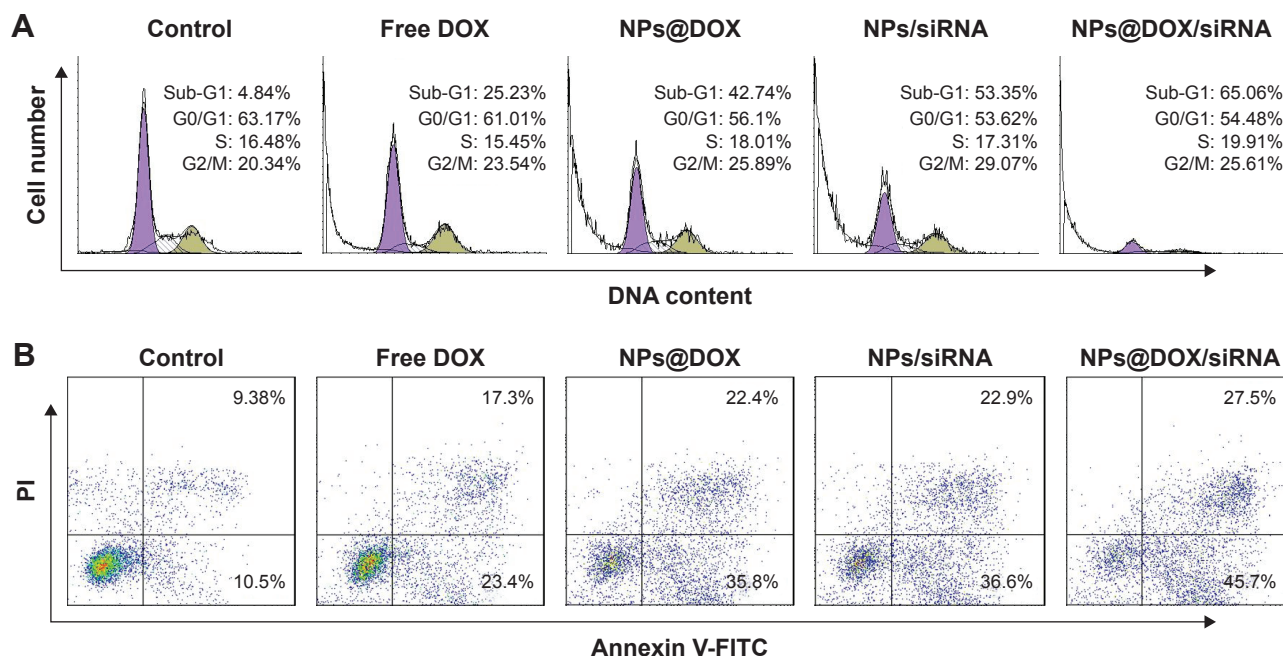 A
Control
Free DOX
NPs@DOX
NPs/siRNA
NPs@DOX/siRNA
Cell number
Sub-G1: 4.84%
G0/G1: 63.17%
S: 16.48%
G2/M: 20.34%
Sub-G1: 25.23%
G0/G1: 61.01%
S: 15.45%
G2/M: 23.54%
Sub-G1: 42.74%
G0/G1: 56.1%
S: 18.01%
G2/M: 25.89%
Sub-G1: 53.35%
G0/G1: 53.62%
S: 17.31%
G2/M: 29.07%
Sub-G1: 65.06%
G0/G1: 54.48%
S: 19.91%
G2/M: 25.61%
DNA content
B
Control
Free DOX
NPs@DOX
NPs/siRNA
NPs@DOX/siRNA
PI
9.38%
10.5%
17.3%
23.4%
22.4%
35.8%
22.9%
36.6%
27.5%
45.7%
Annexin V-FITC